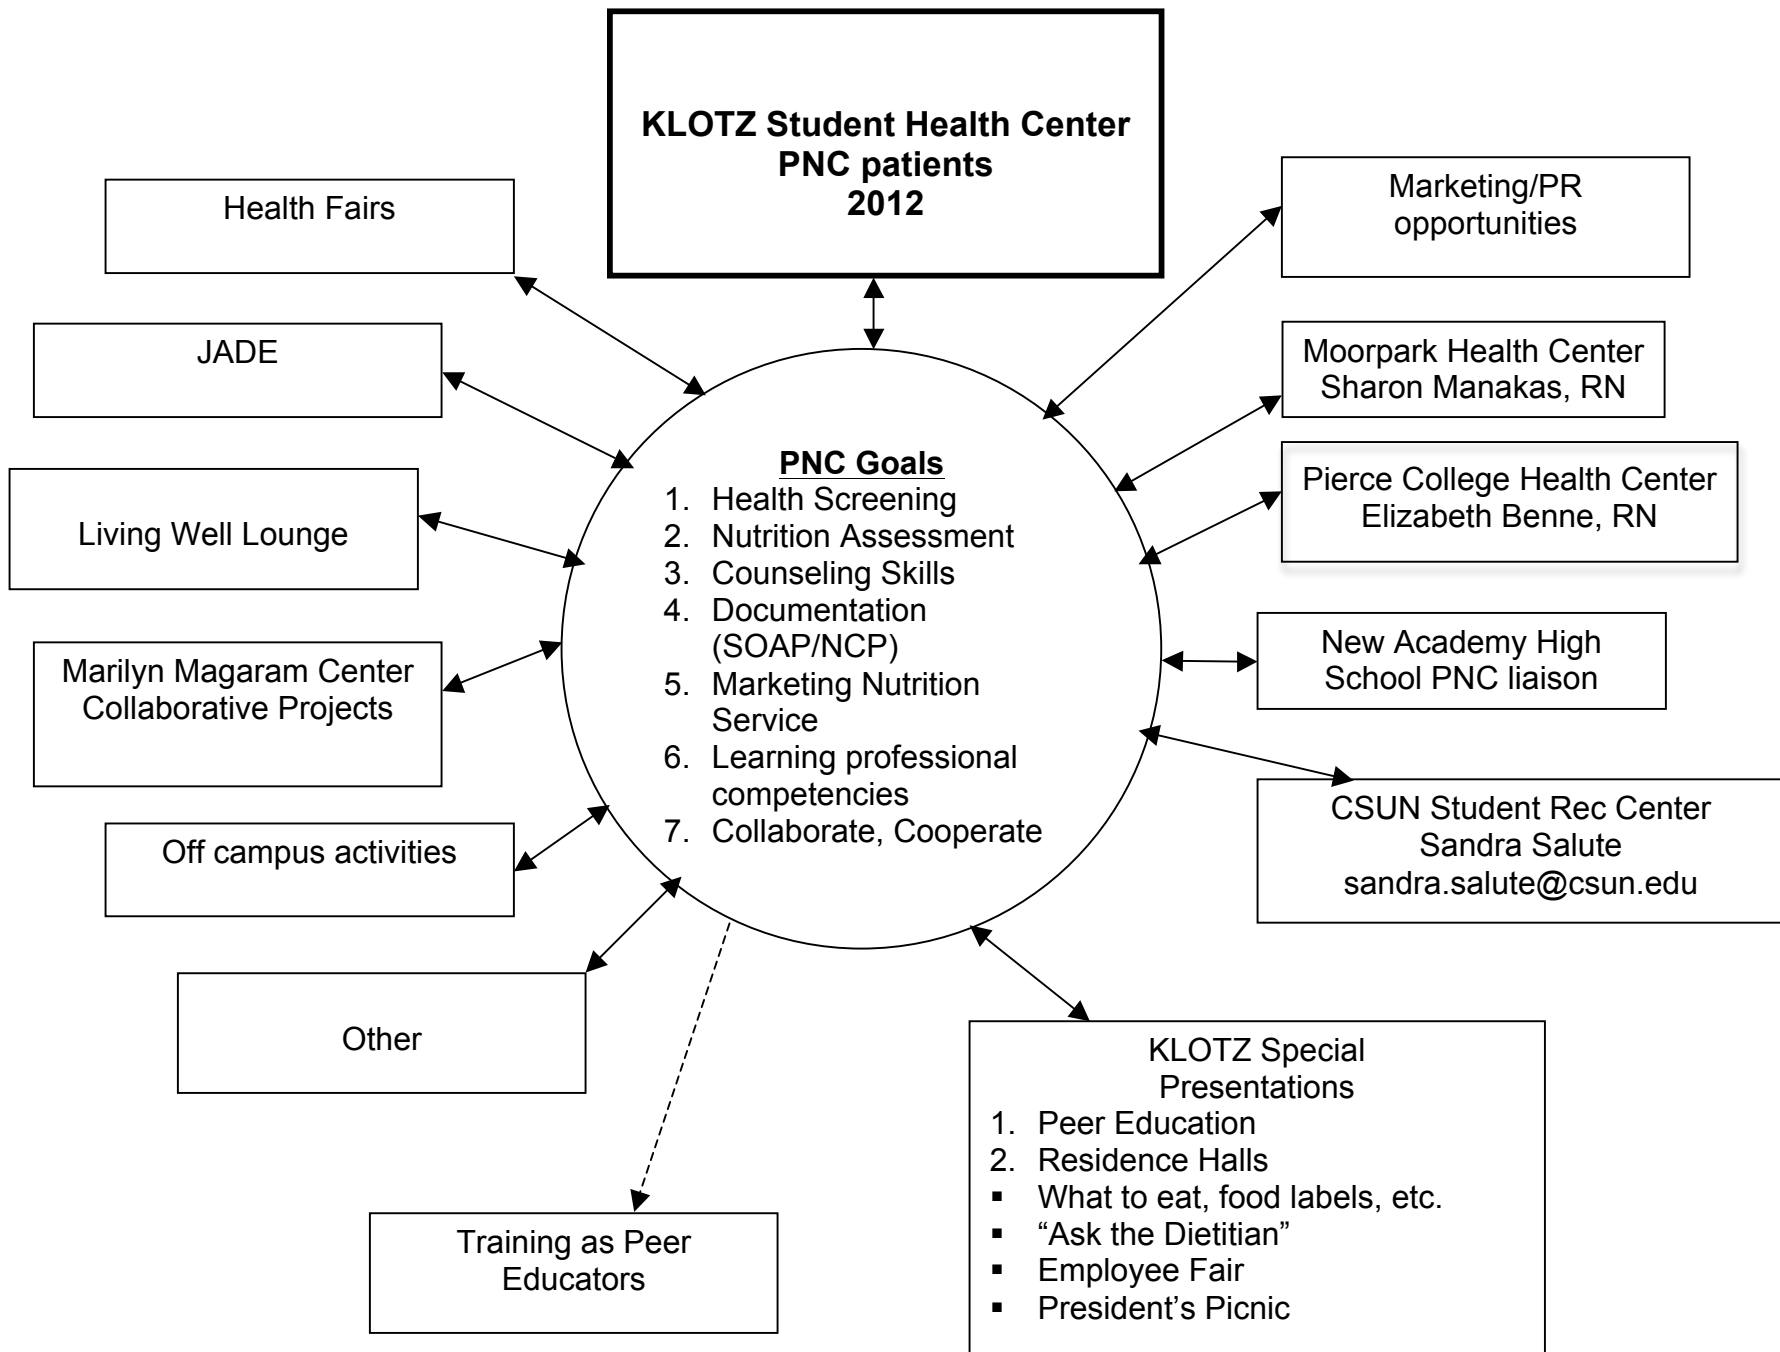 KLOTZ Student Health Center
PNC patients
2012
Health Fairs
JADE
Living Well Lounge
Marilyn Magaram Center
Collaborative Projects
Off campus activities
Other
Training as Peer
Educators
PNC Goals
1. Health Screening
2. Nutrition Assessment
3. Counseling Skills
4. Documentation
(SOAP/NCP)
5. Marketing Nutrition
Service
6. Learning professional
competencies
7. Collaborate, Cooperate
Marketing/PR
opportunities
Moorpark Health Center
Sharon Manakas, RN
Pierce College Health Center
Elizabeth Benne, RN
New Academy High
School PNC liaison
CSUN Student Rec Center
Sandra Salute
sandra.salute@csun.edu
KLOTZ Special
Presentations
1. Peer Education
2. Residence Halls
▪ What to eat, food labels, etc.
▪ “Ask the Dietitian”
▪ Employee Fair
▪ President’s Picnic